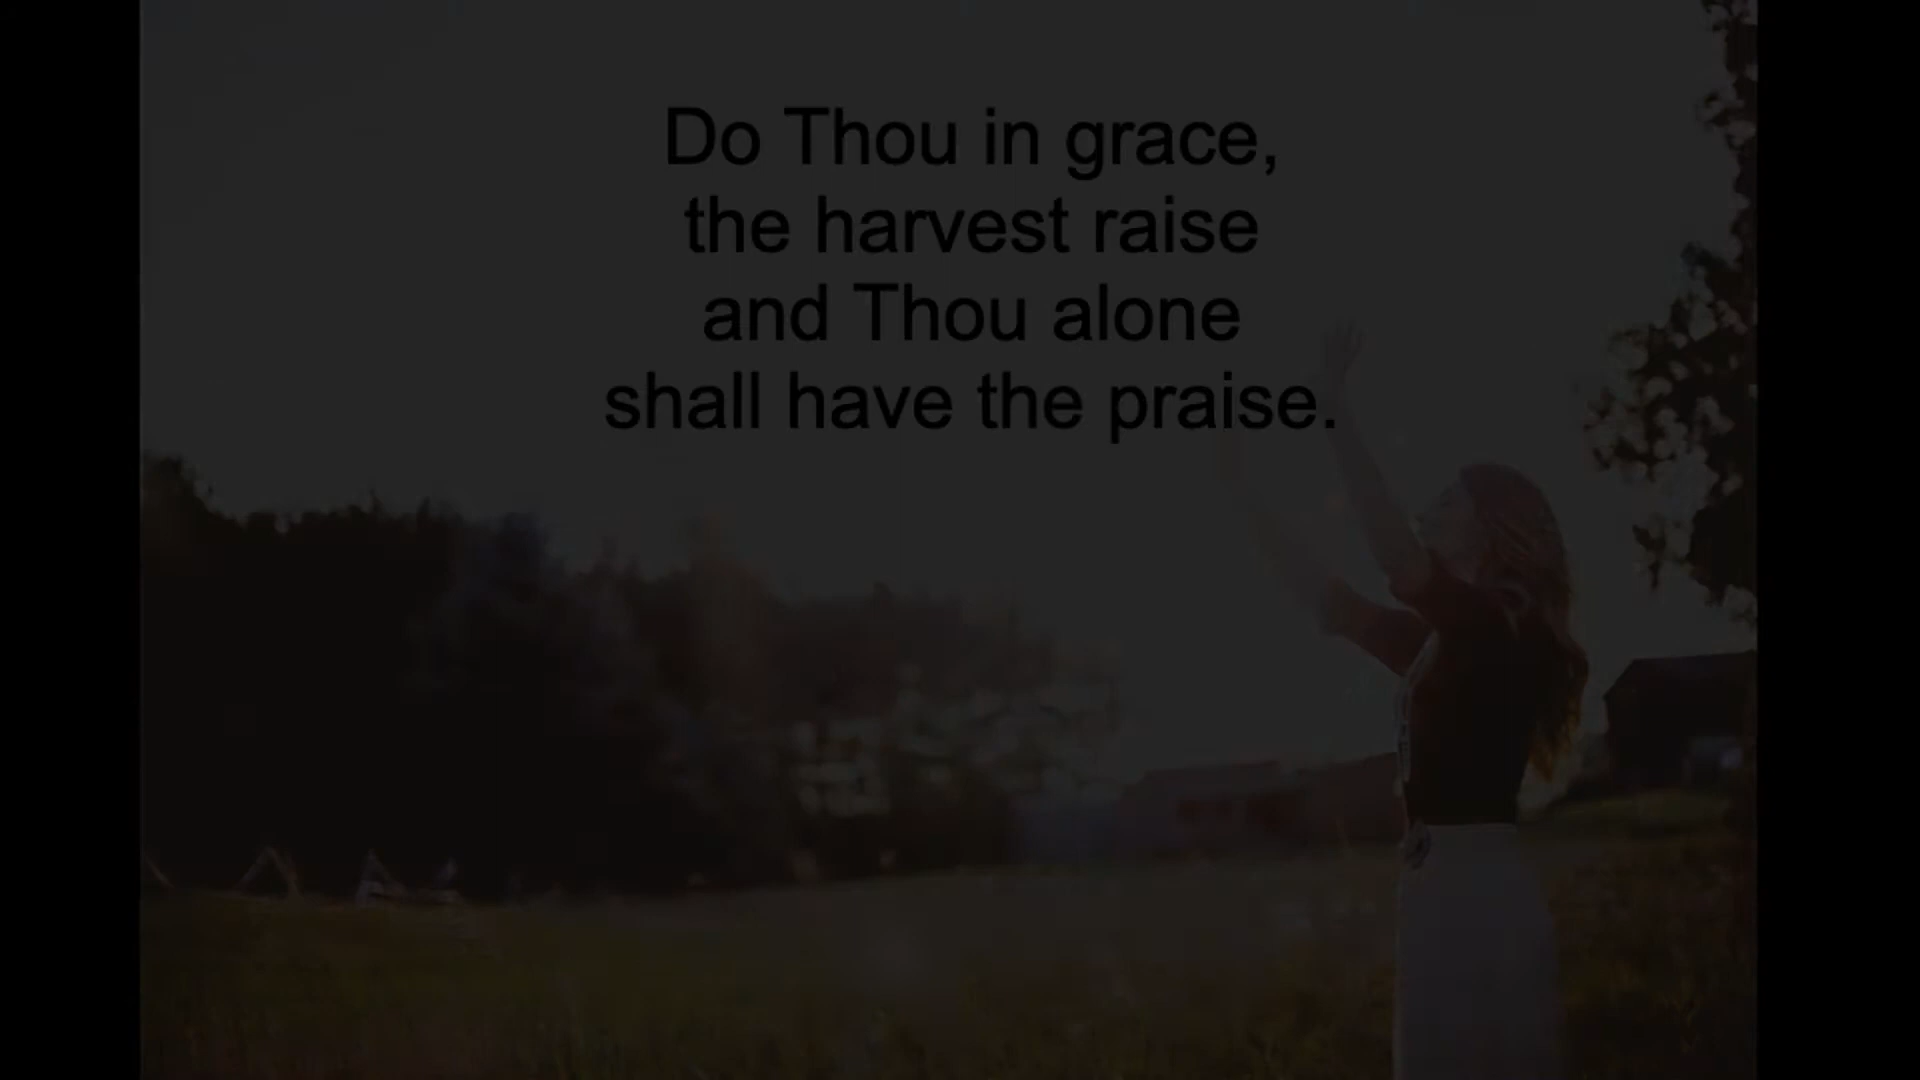 Do Thou in grace,
the harvest raise
and Thou alone
shall have the praise.